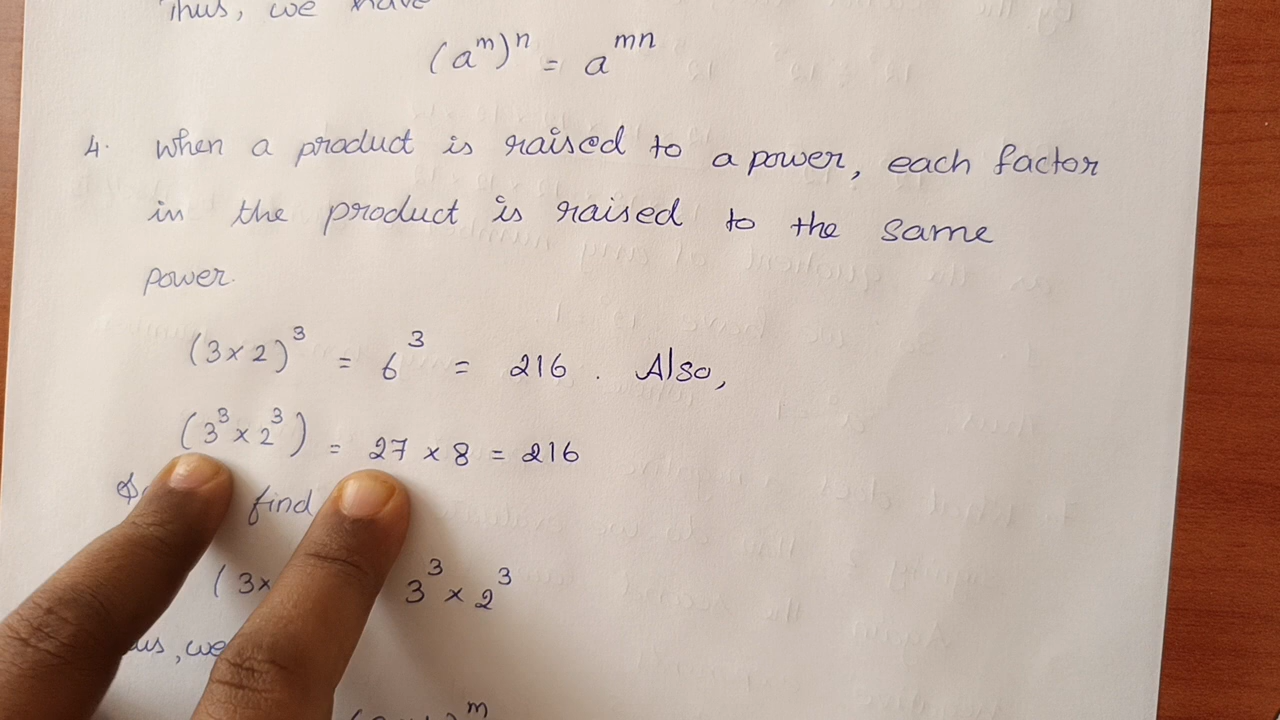 Thus, we have
(a^m)^n = a^mn
4. When a product is raised to a power, each factor
in the product is raised to the same
power.
(3×2)^3 = 6^3 = 216. Also,
(3^3×2^3) = 27 × 8 = 216
find
(3× 3^3 × 2^3
we
m